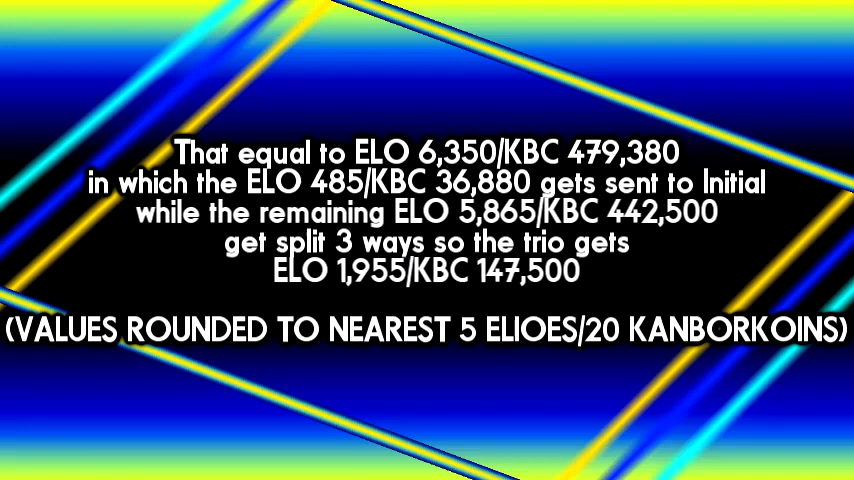 That equal to ELO 6,350/KBC 479,380
in which the ELO 485/KBC 36,880 gets sent to Initial
while the remaining ELO 5,865/KBC 442,500
get split 3 ways so the trio gets
ELO 1,955/KBC 147,500
(VALUES ROUNDED TO NEAREST 5 ELIOES/20 KANBORKOINS)